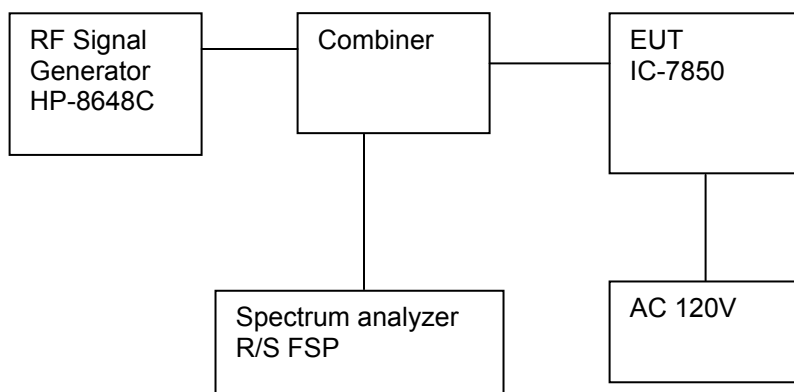 RF Signal
Generator
HP-8648C
Combiner
EUT
IC-7850
Spectrum analyzer
R/S FSP
AC 120V